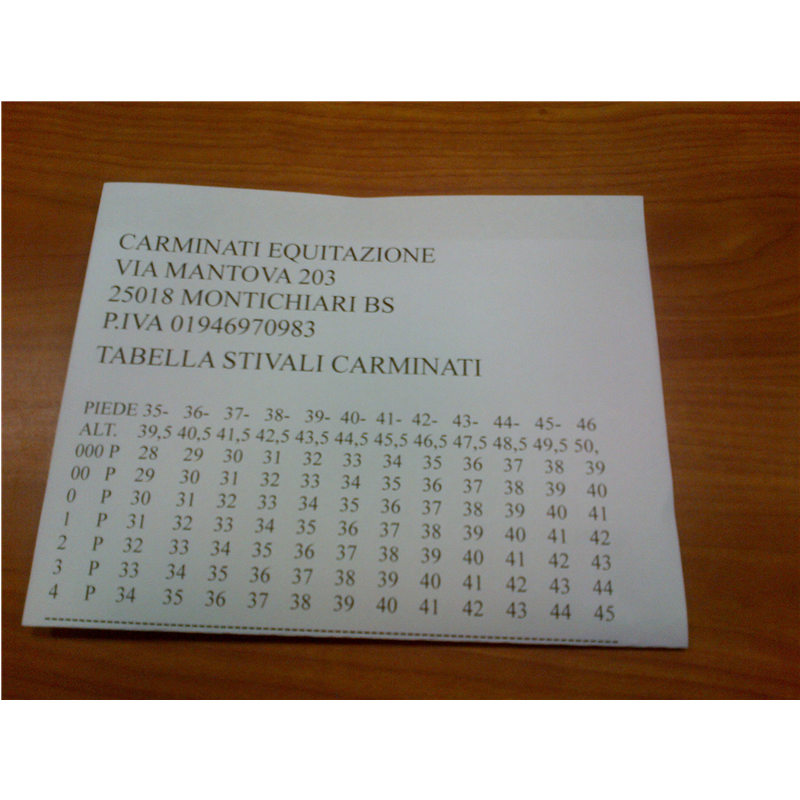 CARMINATI EQUITAZIONE
VIA MANTOVA 203
25018 MONTICHIARI BS
P.IVA 01946970983
TABELLA STIVALI CARMINATI
PIEDE 35- 36- 37- 38- 39- 40- 41- 42- 43- 44- 45- 46
ALT. 39,5 40,5 41,5 42,5 43,5 44,5 45,5 46,5 47,5 48,5 49,5 50,
000 P 28 29 30 31 32 33 34 35 36 37 38 39
00 P 29 30 31 32 33 34 35 36 37 38 39 40
0 P 30 31 32 33 34 35 36 37 38 39 40 41
1 P 31 32 33 34 35 36 37 38 39 40 41 42
2 P 32 33 34 35 36 37 38 39 40 41 42 43
3 P 33 34 35 36 37 38 39 40 41 42 43 44
4 P 34 35 36 37 38 39 40 41 42 43 44 45